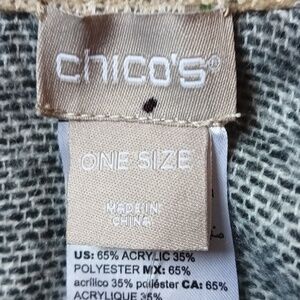 chico's®
ONE SIZE
MADE IN
CHINA
US: 65% ACRYLIC 35%
POLYESTER MX: 65%
acrílico 35% poliéster CA: 65%
ACRYLIQUE 35%